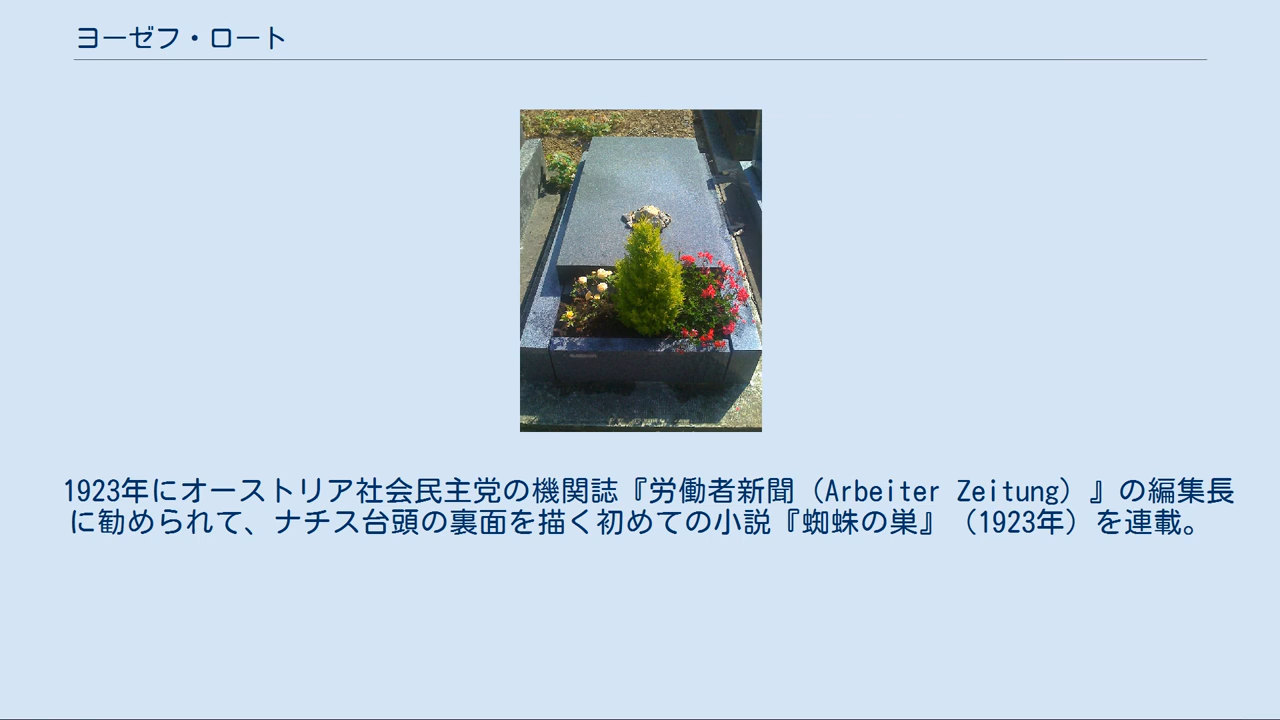 ヨーゼフ・ロート
1923年にオーストリア社会民主党の機関誌『労働者新聞（Arbeiter Zeitung）』の編集長
に勧められて、ナチス台頭の裏面を描く初めての小説『蜘蛛の巣』（1923年）を連載。